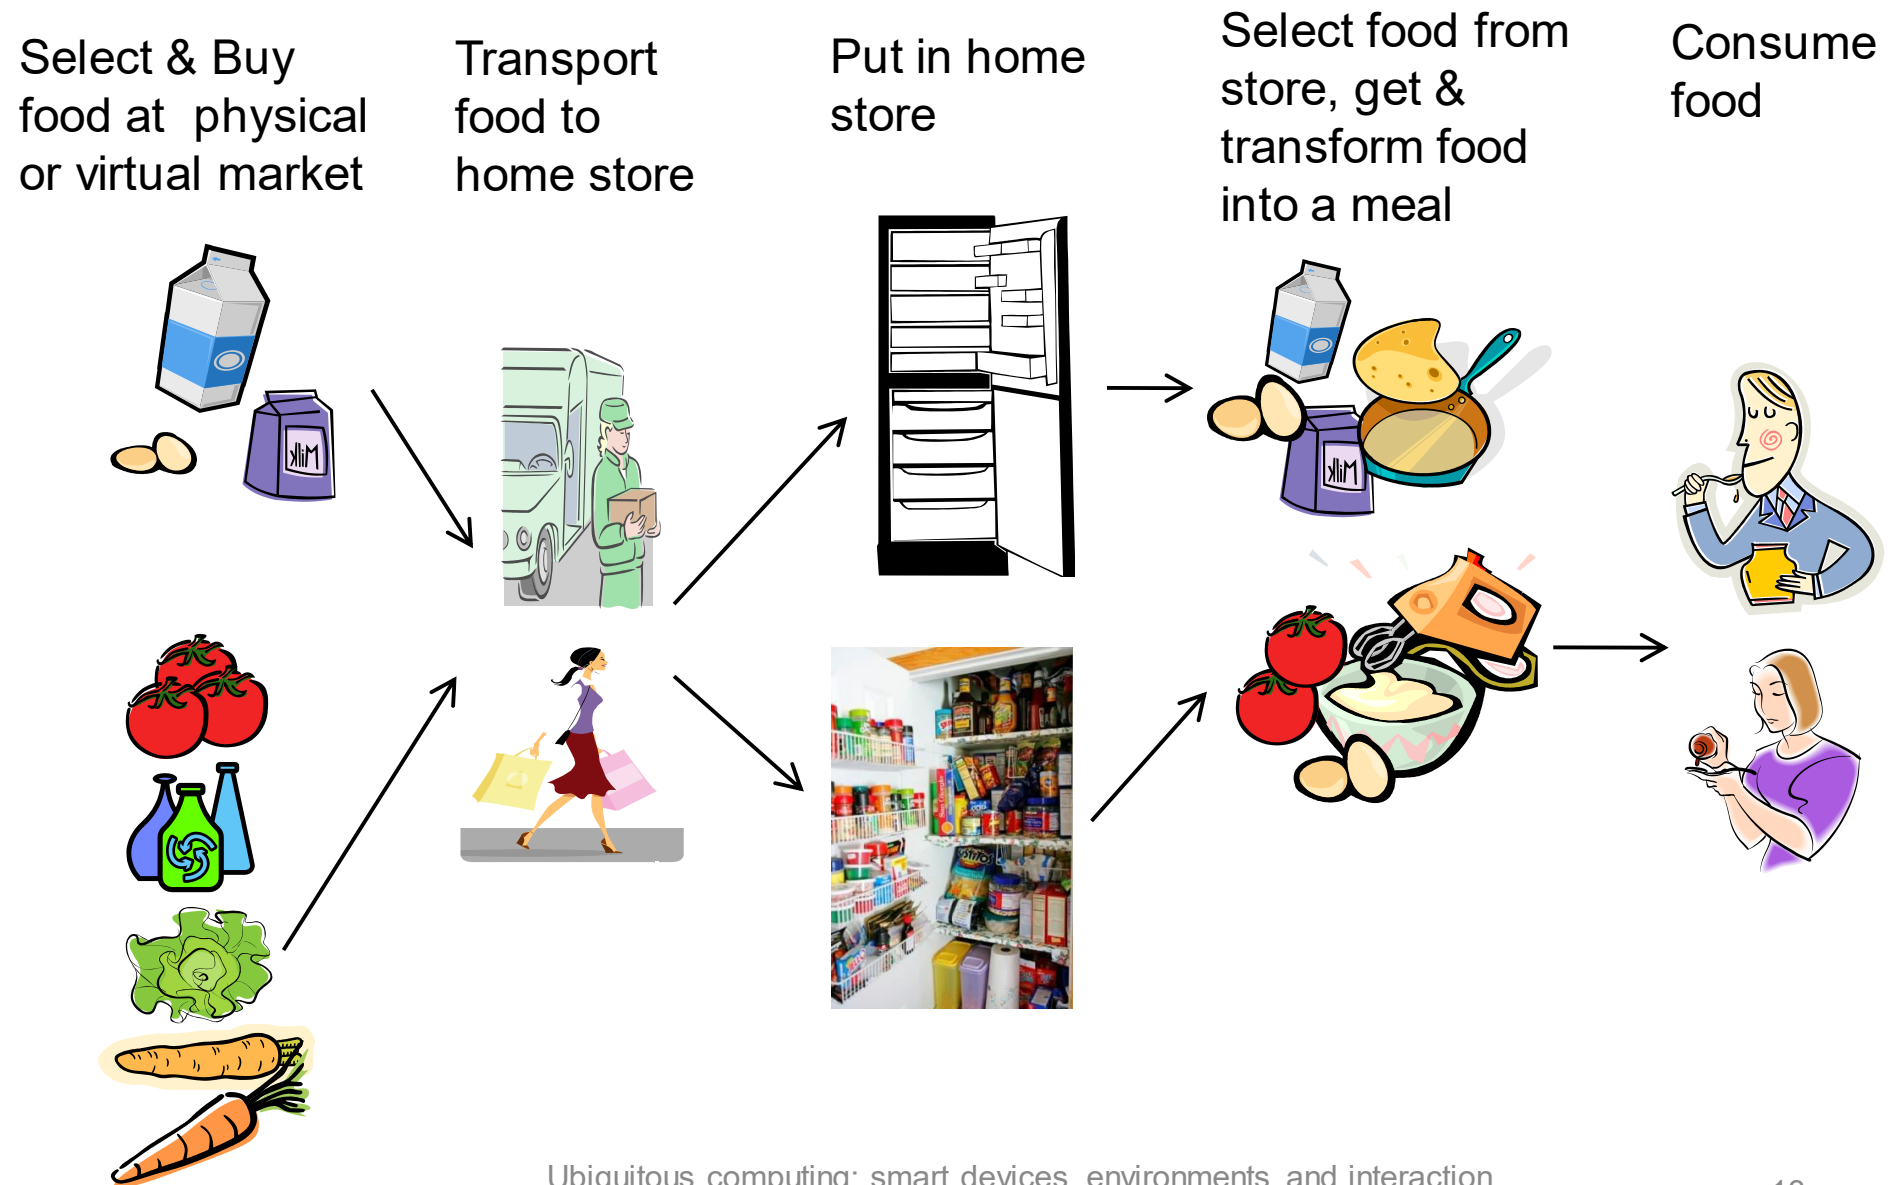 Select & Buy
food at  physical
or virtual market
Transport
food to
home store
Put in home
store
Select food from
store, get &
transform food
into a meal
Consume
food
Milk
Milk
Tostitos
Ubiquitous computing: smart devices, environments, and interaction